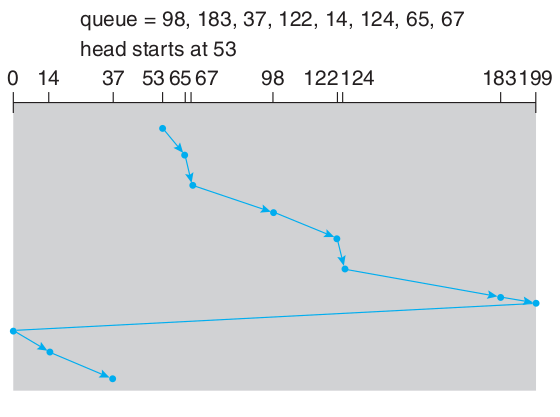 queue = 98, 183, 37, 122, 14, 124, 65, 67
head starts at 53
0 14 37 53 65 67 98 122 124 183 199